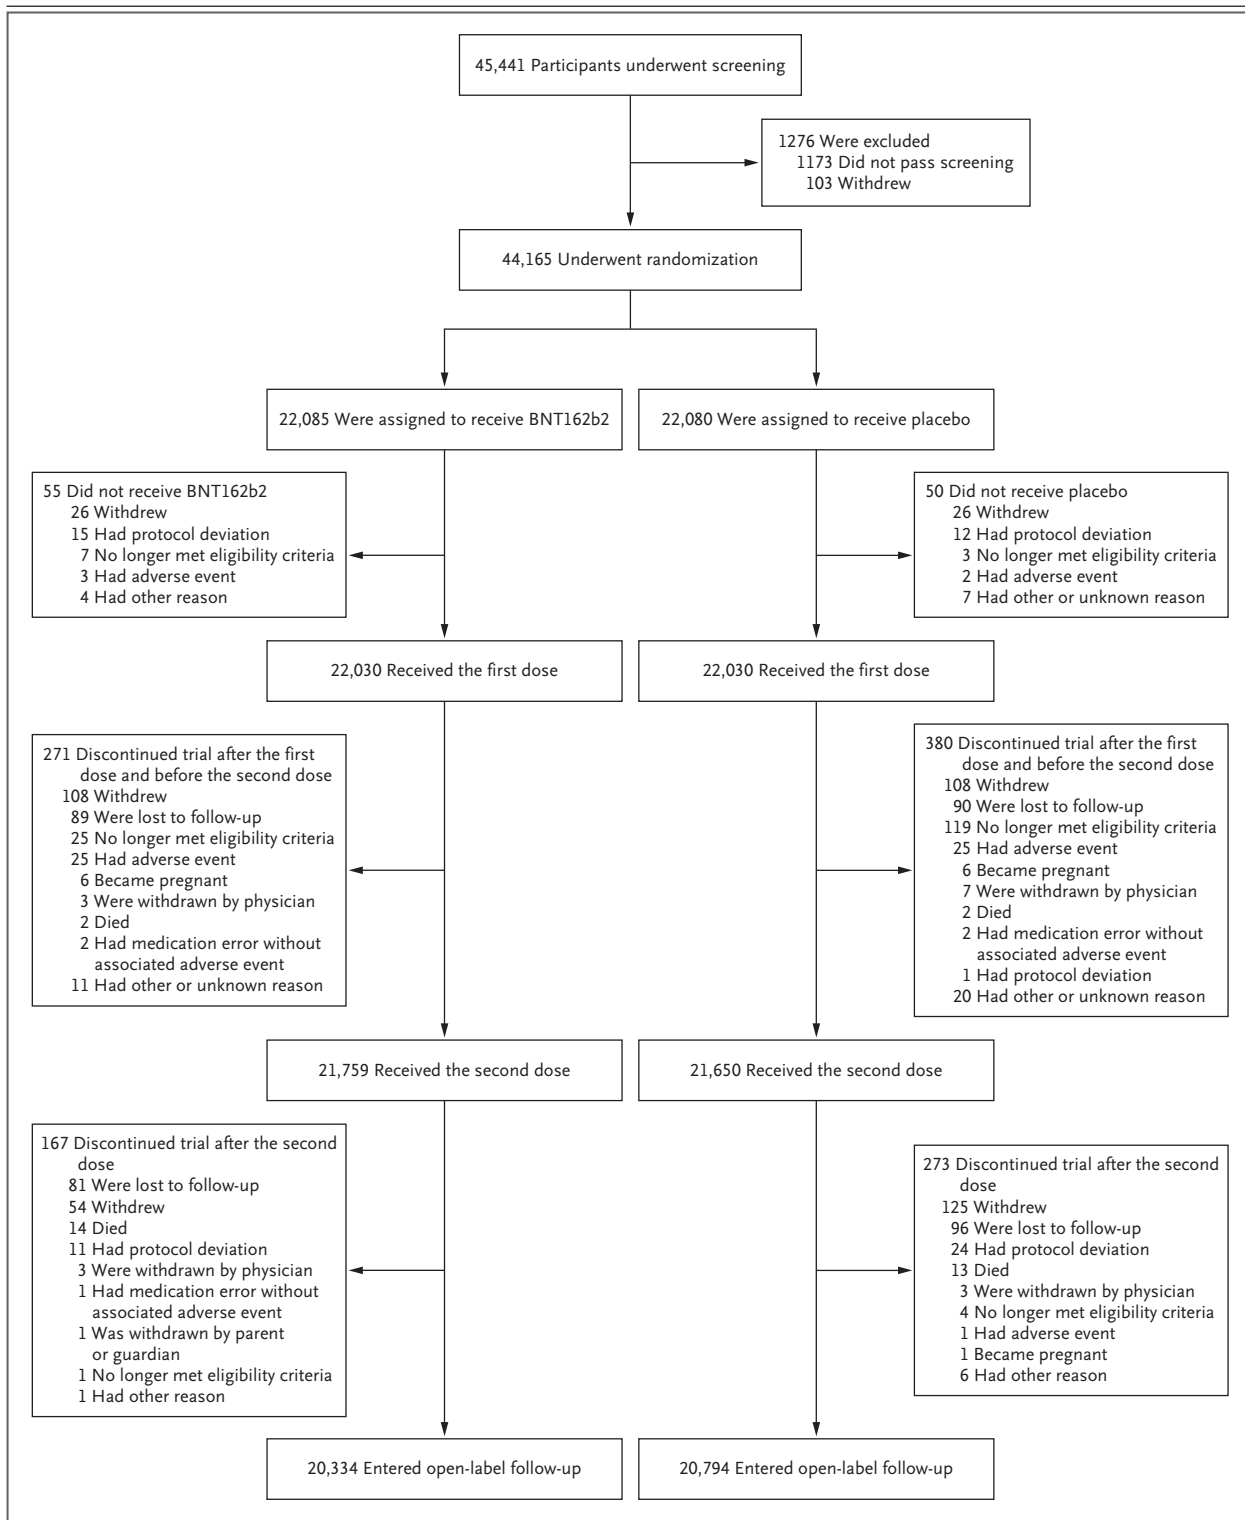 45,441 Participants underwent screening
1276 Were excluded
1173 Did not pass screening
103 Withdrew
44,165 Underwent randomization
22,085 Were assigned to receive BNT162b2
22,080 Were assigned to receive placebo
55 Did not receive BNT162b2
26 Withdrew
15 Had protocol deviation
7 No longer met eligibility criteria
3 Had adverse event
4 Had other reason
50 Did not receive placebo
26 Withdrew
12 Had protocol deviation
3 No longer met eligibility criteria
2 Had adverse event
7 Had other or unknown reason
22,030 Received the first dose
22,030 Received the first dose
271 Discontinued trial after the first
dose and before the second dose
108 Withdrew
89 Were lost to follow-up
25 No longer met eligibility criteria
25 Had adverse event
6 Became pregnant
3 Were withdrawn by physician
2 Died
2 Had medication error without
associated adverse event
11 Had other or unknown reason
380 Discontinued trial after the first
dose and before the second dose
108 Withdrew
90 Were lost to follow-up
119 No longer met eligibility criteria
25 Had adverse event
6 Became pregnant
7 Were withdrawn by physician
2 Died
2 Had medication error without
associated adverse event
1 Had protocol deviation
20 Had other or unknown reason
21,759 Received the second dose
21,650 Received the second dose
167 Discontinued trial after the second
dose
81 Were lost to follow-up
54 Withdrew
14 Died
11 Had protocol deviation
3 Were withdrawn by physician
1 Had medication error without
associated adverse event
1 Was withdrawn by parent
or guardian
1 No longer met eligibility criteria
1 Had other reason
273 Discontinued trial after the second
dose
125 Withdrew
96 Were lost to follow-up
24 Had protocol deviation
13 Died
3 Were withdrawn by physician
4 No longer met eligibility criteria
1 Had adverse event
1 Became pregnant
6 Had other reason
20,334 Entered open-label follow-up
20,794 Entered open-label follow-up